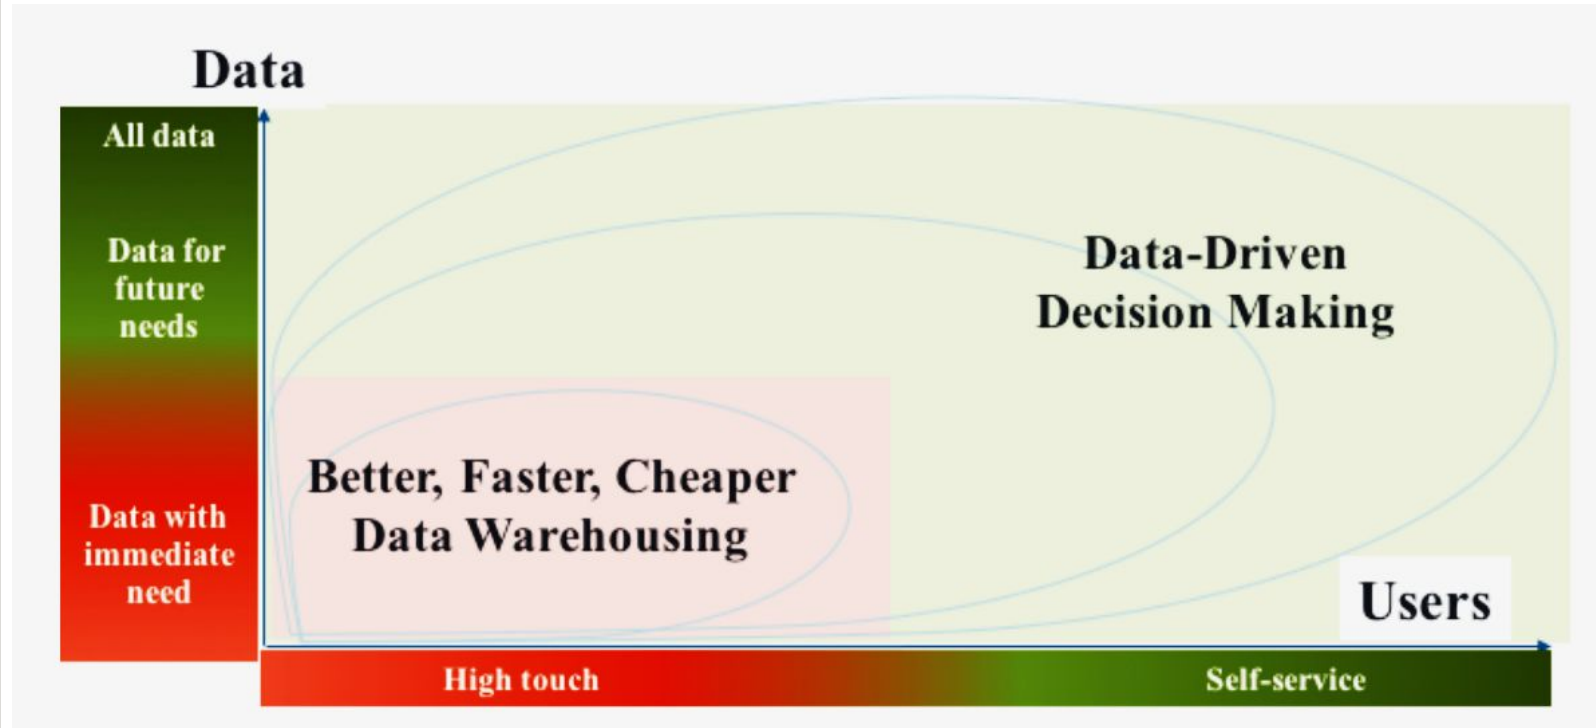 Data
All data
Data for
future
needs
Data with
immediate
need
Data-Driven
Decision Making
Better, Faster, Cheaper
Data Warehousing
Users
High touch
Self-service